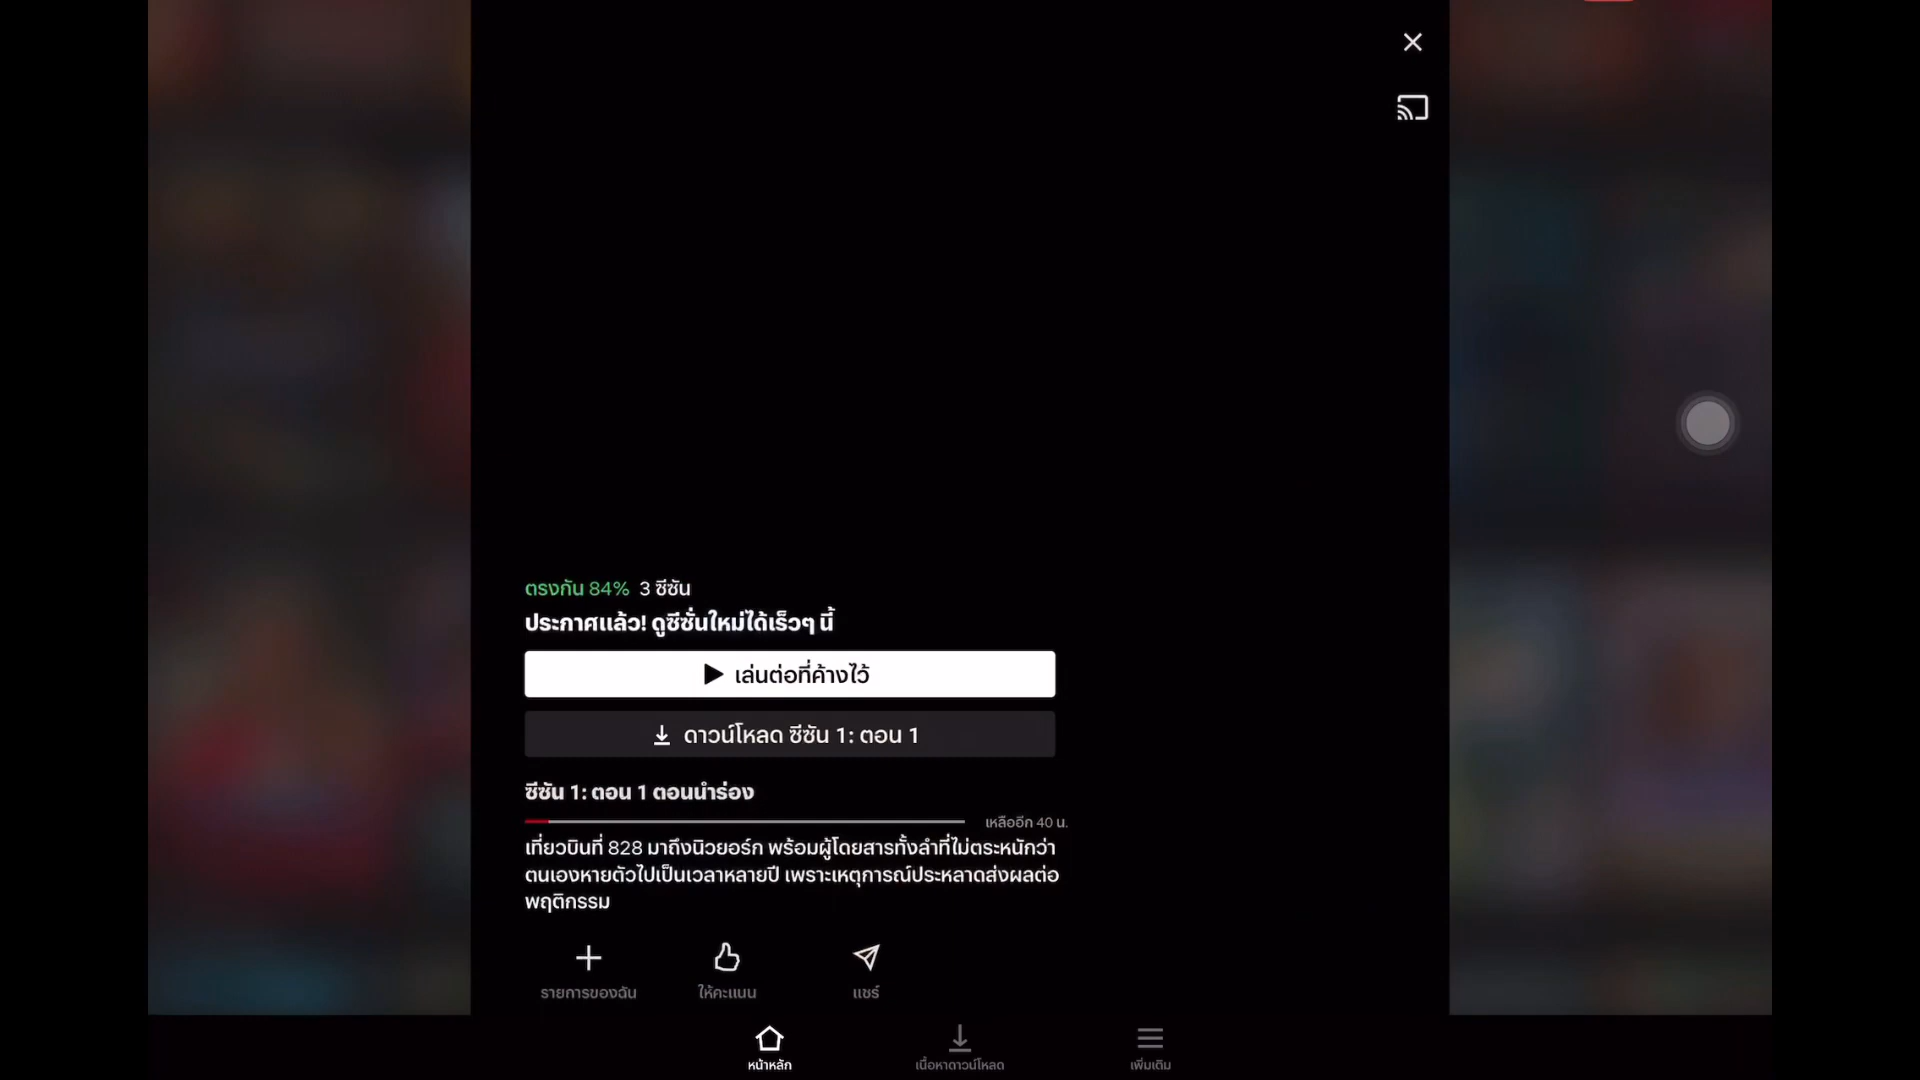 ตรงกัน 84% 3 ซีซัน
ประกาศแล้ว! ดูซีซั่นใหม่ได้เร็วๆ นี้
เล่นต่อที่ค้างไว้
ดาวน์โหลด ซีซัน 1: ตอน 1
ซีซัน 1: ตอน 1 ตอนนำร่อง
เหลืออีก 40 น.
เที่ยวบินที่ 828 มาถึงนิวยอร์ก พร้อมผู้โดยสารทั้งลำที่ไม่ตระหนักว่า
ตนเองหายตัวไปเป็นเวลาหลายปี เพราะเหตุการณ์ประหลาดส่งผลต่อ
พฤติกรรม
รายการของฉัน ให้คะแนน แชร์
หน้าหลัก เนื้อหาดาวน์โหลด เพิ่มเติม